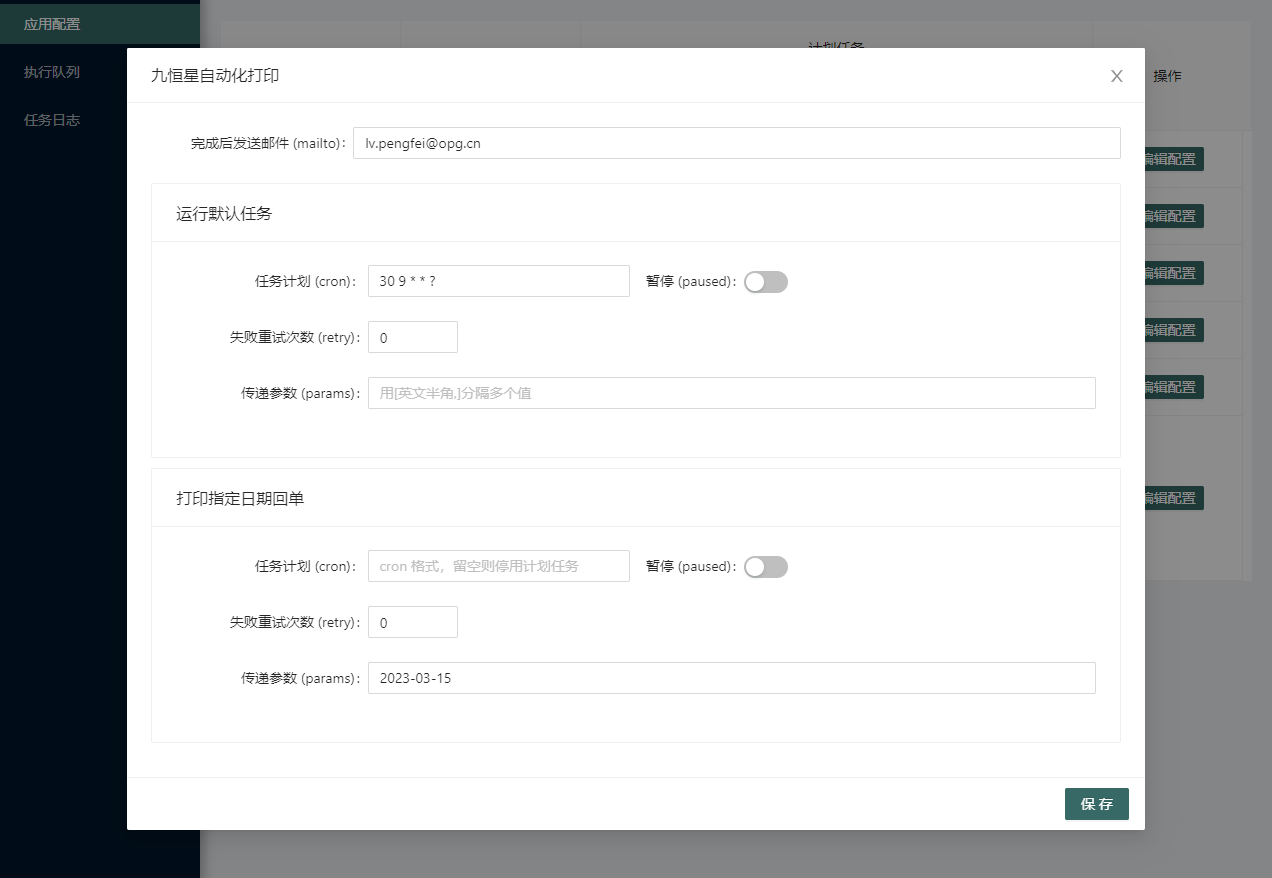 应用配置
执行队列
任务日志
计划任务
操作
九恒星自动化打印
完成后发送邮件 (mailto):
lv.pengfei@opg.cn
运行默认任务
任务计划 (cron):
30 9 * * ?
暂停 (paused):
失败重试次数 (retry):
0
传递参数 (params):
用[英文半角,]分隔多个值
打印指定日期回单
任务计划 (cron):
cron 格式，留空则停用计划任务
暂停 (paused):
失败重试次数 (retry):
0
传递参数 (params):
2023-03-15
编辑配置
编辑配置
编辑配置
编辑配置
编辑配置
编辑配置
保 存